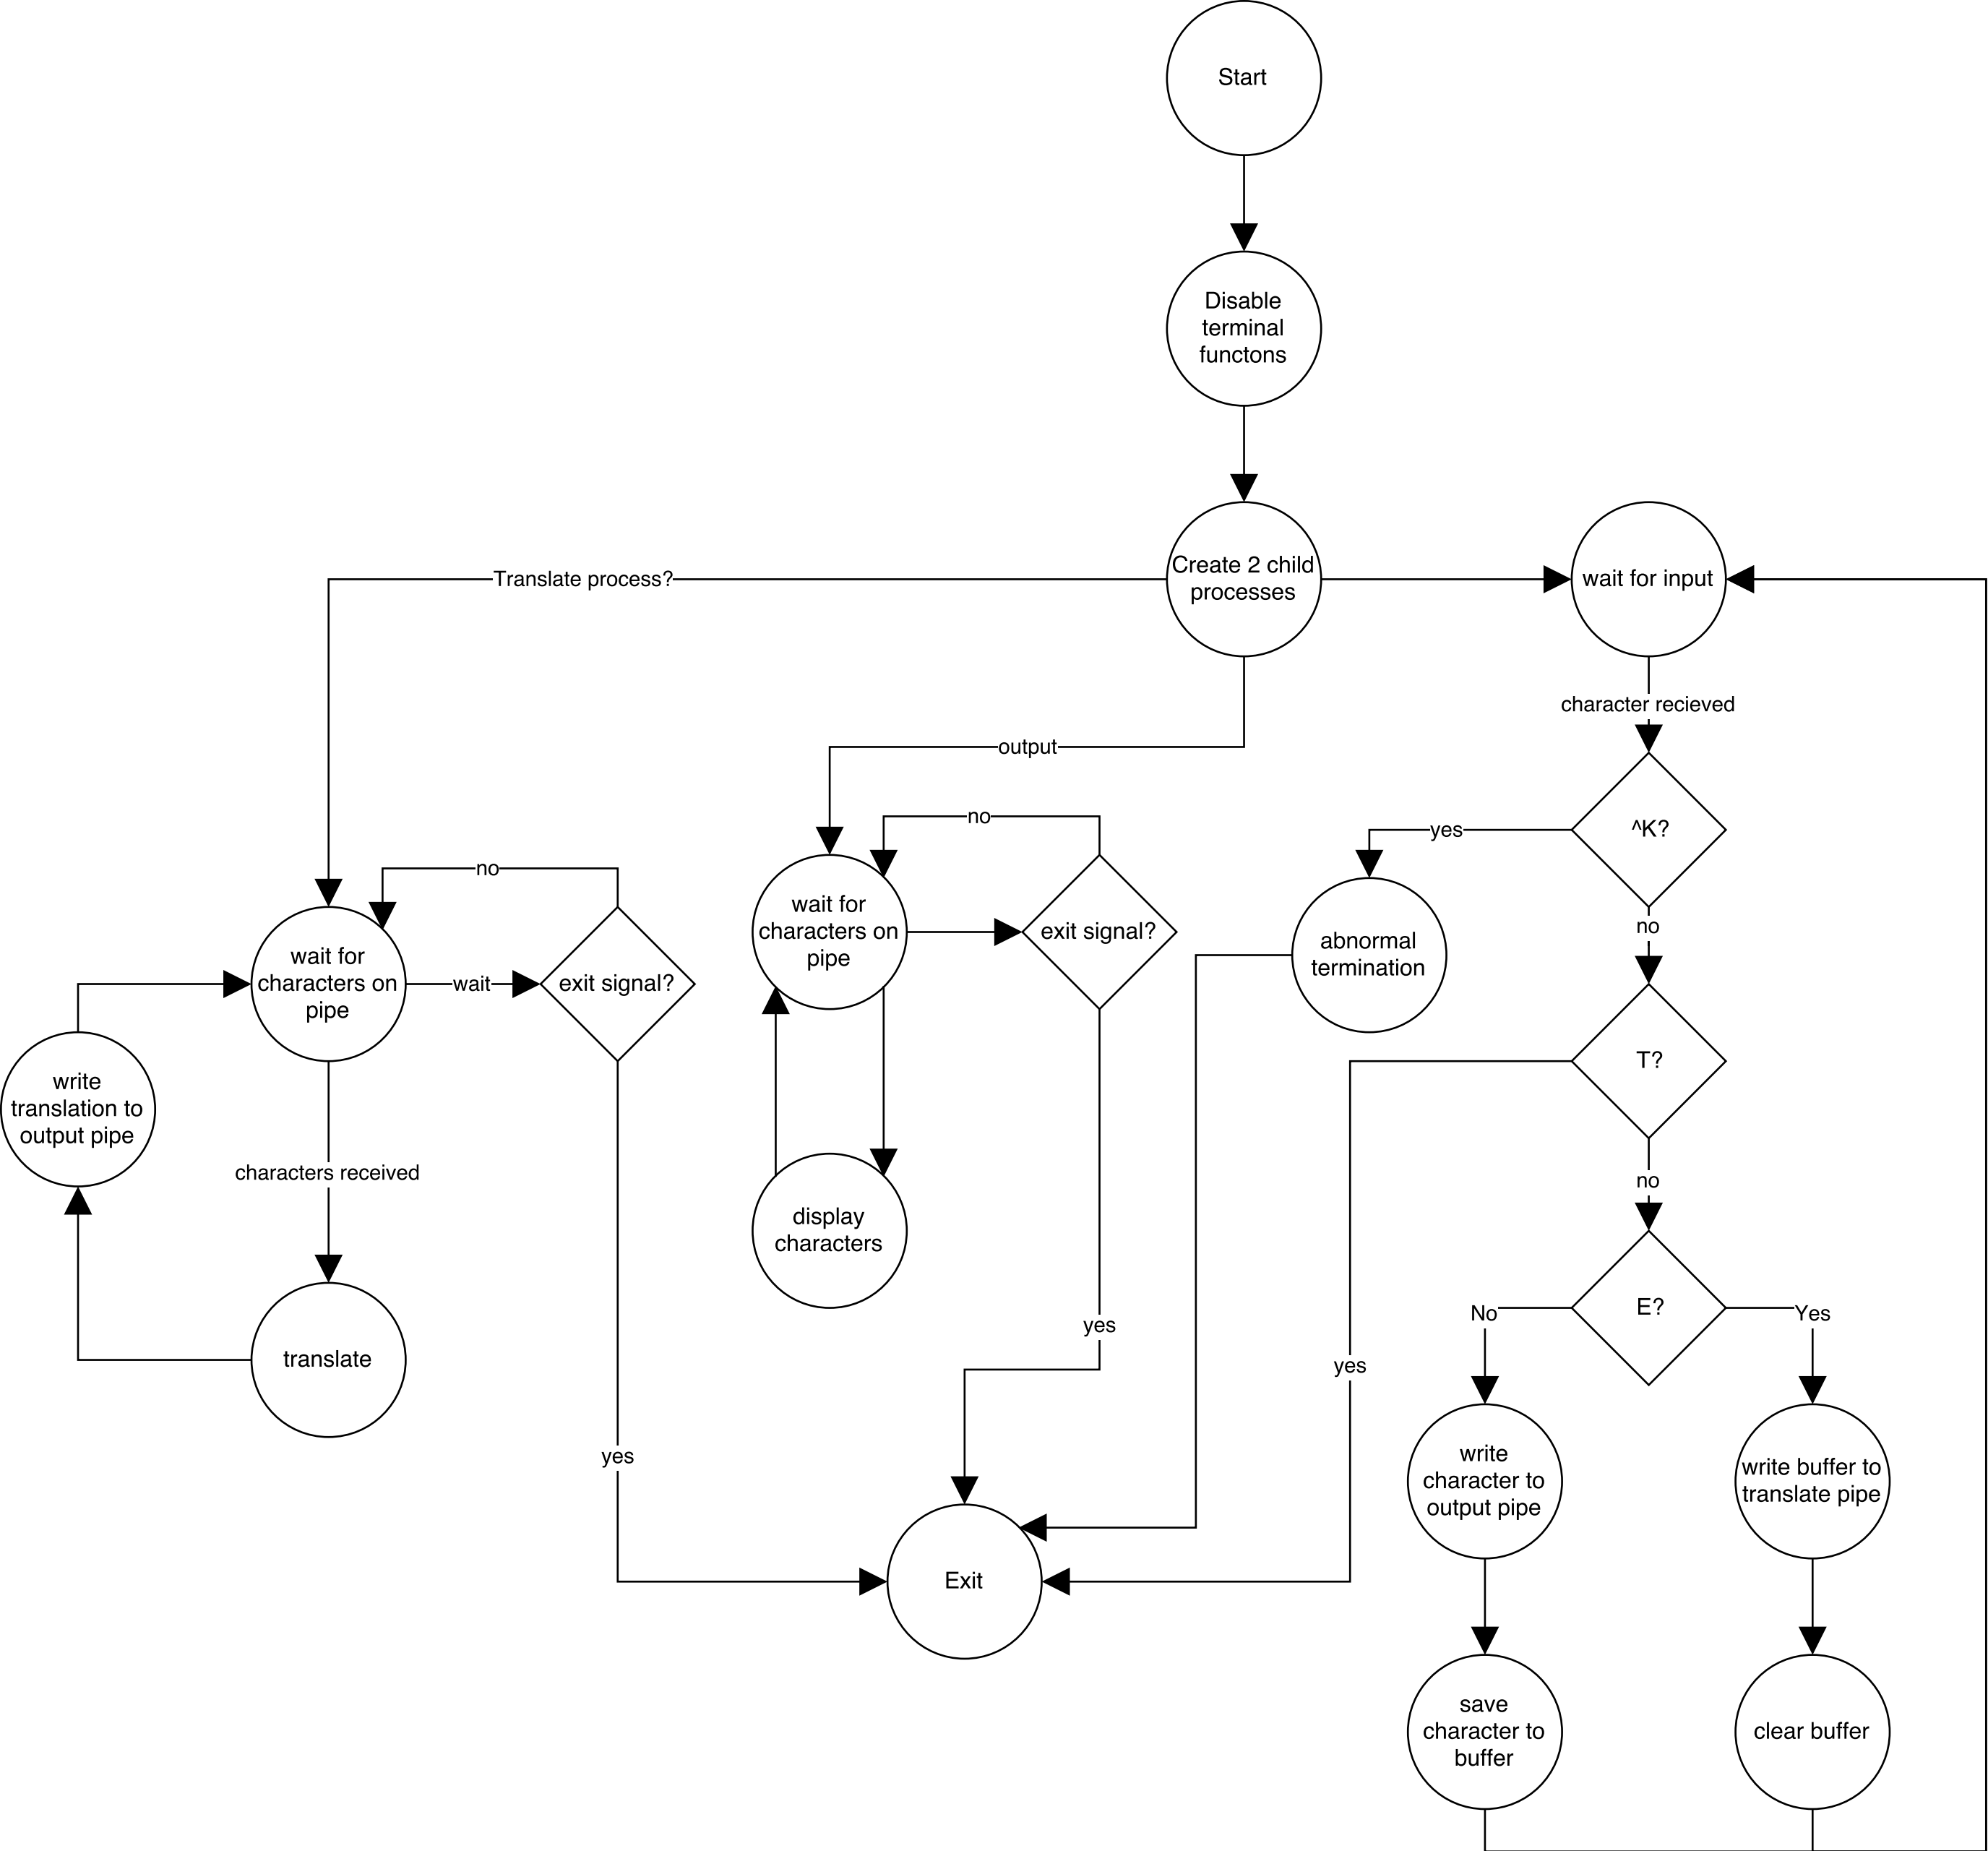 Start
Disable
terminal
functons
Create 2 child
processes
wait for input
Translate process?
character recieved
output
no
^K?
yes
no
wait for
characters on
pipe
exit signal?
no
abnormal
termination
wait for
characters on
pipe
wait
exit signal?
T?
write
translation to
output pipe
characters received
no
display
characters
E?
No
Yes
yes
translate
yes
yes
write
character to
output pipe
write buffer to
translate pipe
Exit
save
character to
buffer
clear buffer